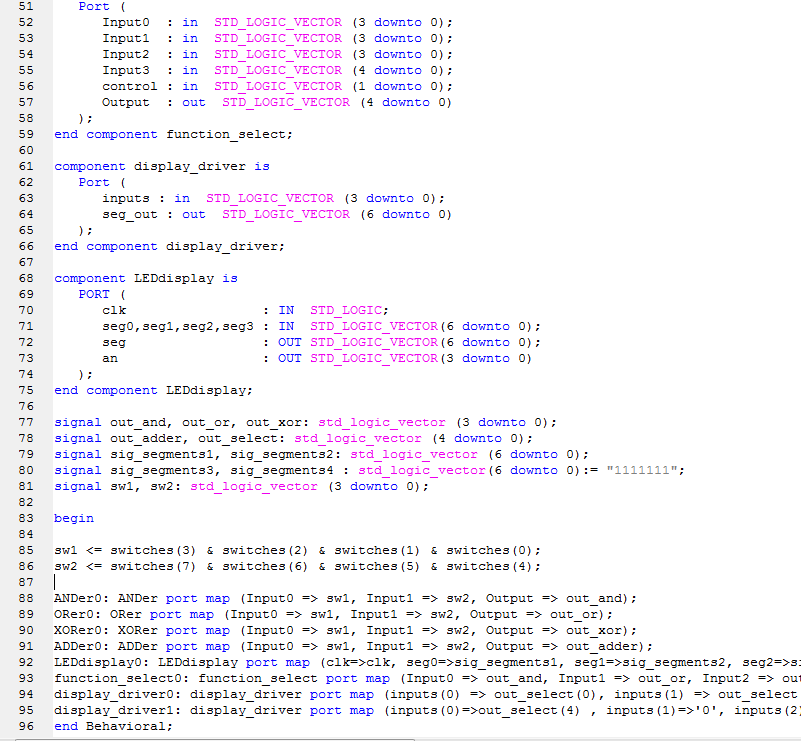 51 Port (
52 Input0 : in STD_LOGIC_VECTOR (3 downto 0);
53 Input1 : in STD_LOGIC_VECTOR (3 downto 0);
54 Input2 : in STD_LOGIC_VECTOR (3 downto 0);
55 Input3 : in STD_LOGIC_VECTOR (4 downto 0);
56 control : in STD_LOGIC_VECTOR (1 downto 0);
57 Output : out STD_LOGIC_VECTOR (4 downto 0)
58 );
59 end component function_select;
60
61 component display_driver is
62 Port (
63 inputs : in STD_LOGIC_VECTOR (3 downto 0);
64 seg_out : out STD_LOGIC_VECTOR (6 downto 0)
65 );
66 end component display_driver;
67
68 component LEDdisplay is
69 PORT (
70 clk : IN STD_LOGIC;
71 seg0,seg1,seg2,seg3 : IN STD_LOGIC_VECTOR(6 downto 0);
72 seg : OUT STD_LOGIC_VECTOR(6 downto 0);
73 an : OUT STD_LOGIC_VECTOR(3 downto 0)
74 );
75 end component LEDdisplay;
76
77 signal out_and, out_or, out_xor: std_logic_vector (3 downto 0);
78 signal out_adder, out_select: std_logic_vector (4 downto 0);
79 signal sig_segments1, sig_segments2: std_logic_vector (6 downto 0);
80 signal sig_segments3, sig_segments4 : std_logic_vector(6 downto 0):= "1111111";
81 signal sw1, sw2: std_logic_vector (3 downto 0);
82
83 begin
84
85 sw1 <= switches(3) & switches(2) & switches(1) & switches(0);
86 sw2 <= switches(7) & switches(6) & switches(5) & switches(4);
87
88 ANDer0: ANDer port map (Input0 => sw1, Input1 => sw2, Output => out_and);
89 ORer0: ORer port map (Input0 => sw1, Input1 => sw2, Output => out_or);
90 XORer0: XORer port map (Input0 => sw1, Input1 => sw2, Output => out_xor);
91 ADDer0: ADDer port map (Input0 => sw1, Input1 => sw2, Output => out_adder);
92 LEDdisplay0: LEDdisplay port map (clk=>clk, seg0=>sig_segments1, seg1=>sig_segments2, seg2=>si
93 function_select0: function_select port map (Input0 => out_and, Input1 => out_or, Input2 => out
94 display_driver0: display_driver port map (inputs(0) => out_select(0), inputs(1) => out_select
95 display_driver1: display_driver port map (inputs(0)=>out_select(4) , inputs(1)=>'0', inputs(2)
96 end Behavioral;